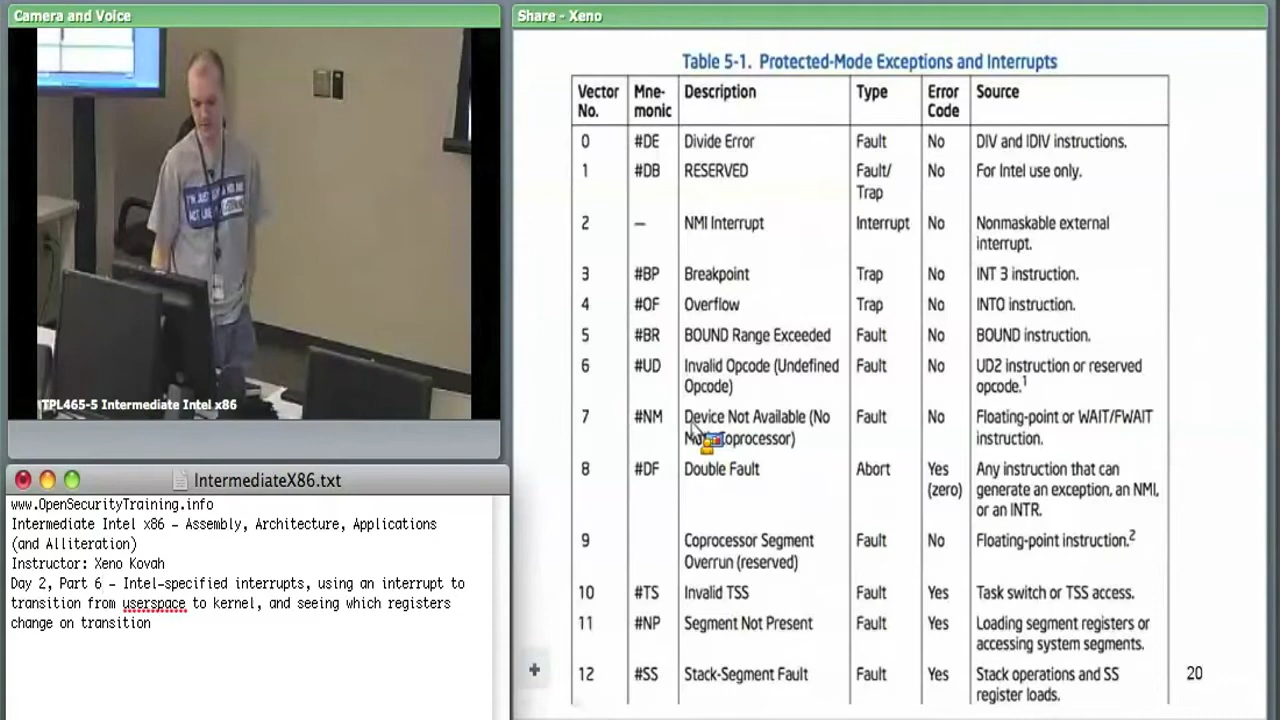 Camera and Voice
TPL465-5 Intermediate Intel x86
IntermediateX86.txt
www.OpenSecurityTraining.info
Intermediate Intel x86 – Assembly, Architecture, Applications
(and Alliteration)
Instructor: Xeno Kovah
Day 2, Part 6 – Intel-specified interrupts, using an interrupt to
transition from userspace to kernel, and seeing which registers
change on transition
Share - Xeno
Table 5-1. Protected-Mode Exceptions and Interrupts
Vector No. Mne-monic Description Type Error Code Source
0 #DE Divide Error Fault No DIV and IDIV instructions.
1 #DB RESERVED Fault/ No For Intel use only.
Trap
2 — NMI Interrupt Interrupt No Nonmaskable external
interrupt.
3 #BP Breakpoint Trap No INT 3 instruction.
4 #OF Overflow Trap No INTO instruction.
5 #BR BOUND Range Exceeded Fault No BOUND instruction.
6 #UD Invalid Opcode (Undefined Fault No UD2 instruction or reserved
Opcode) opcode.1
7 #NM Device Not Available (No Fault No Floating-point or WAIT/FWAIT
Coprocessor) instruction.
8 #DF Double Fault Abort Yes Any instruction that can
(zero) generate an exception, an NMI,
or an INTR.
9 Coprocessor Segment Fault No Floating-point instruction.2
Overrun (reserved)
10 #TS Invalid TSS Fault Yes Task switch or TSS access.
11 #NP Segment Not Present Fault Yes Loading segment registers or
accessing system segments.
12 #SS Stack-Segment Fault Fault Yes Stack operations and SS
register loads.
20